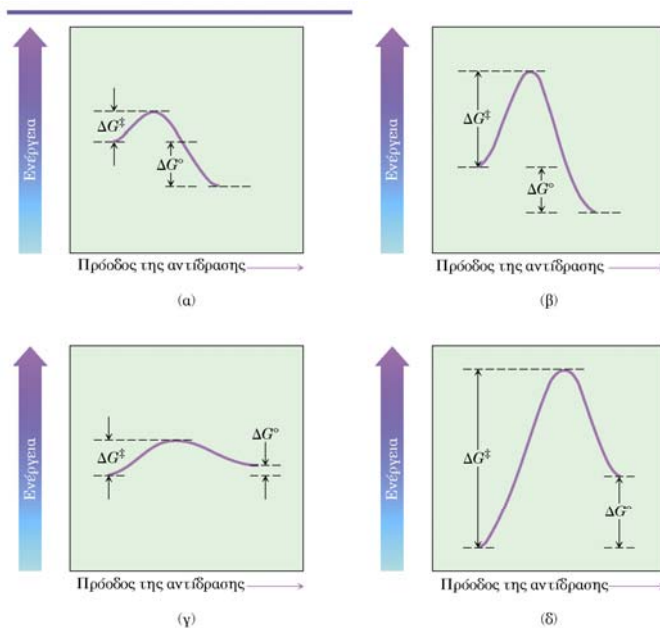 Ενέργεια
ΔG‡
ΔG°
Πρόοδος της αντίδρασης
(α)
Ενέργεια
ΔG‡
ΔG°
Πρόοδος της αντίδρασης
(β)
Ενέργεια
ΔG‡
ΔG°
Πρόοδος της αντίδρασης
(γ)
Ενέργεια
ΔG‡
ΔG°
Πρόοδος της αντίδρασης
(δ)